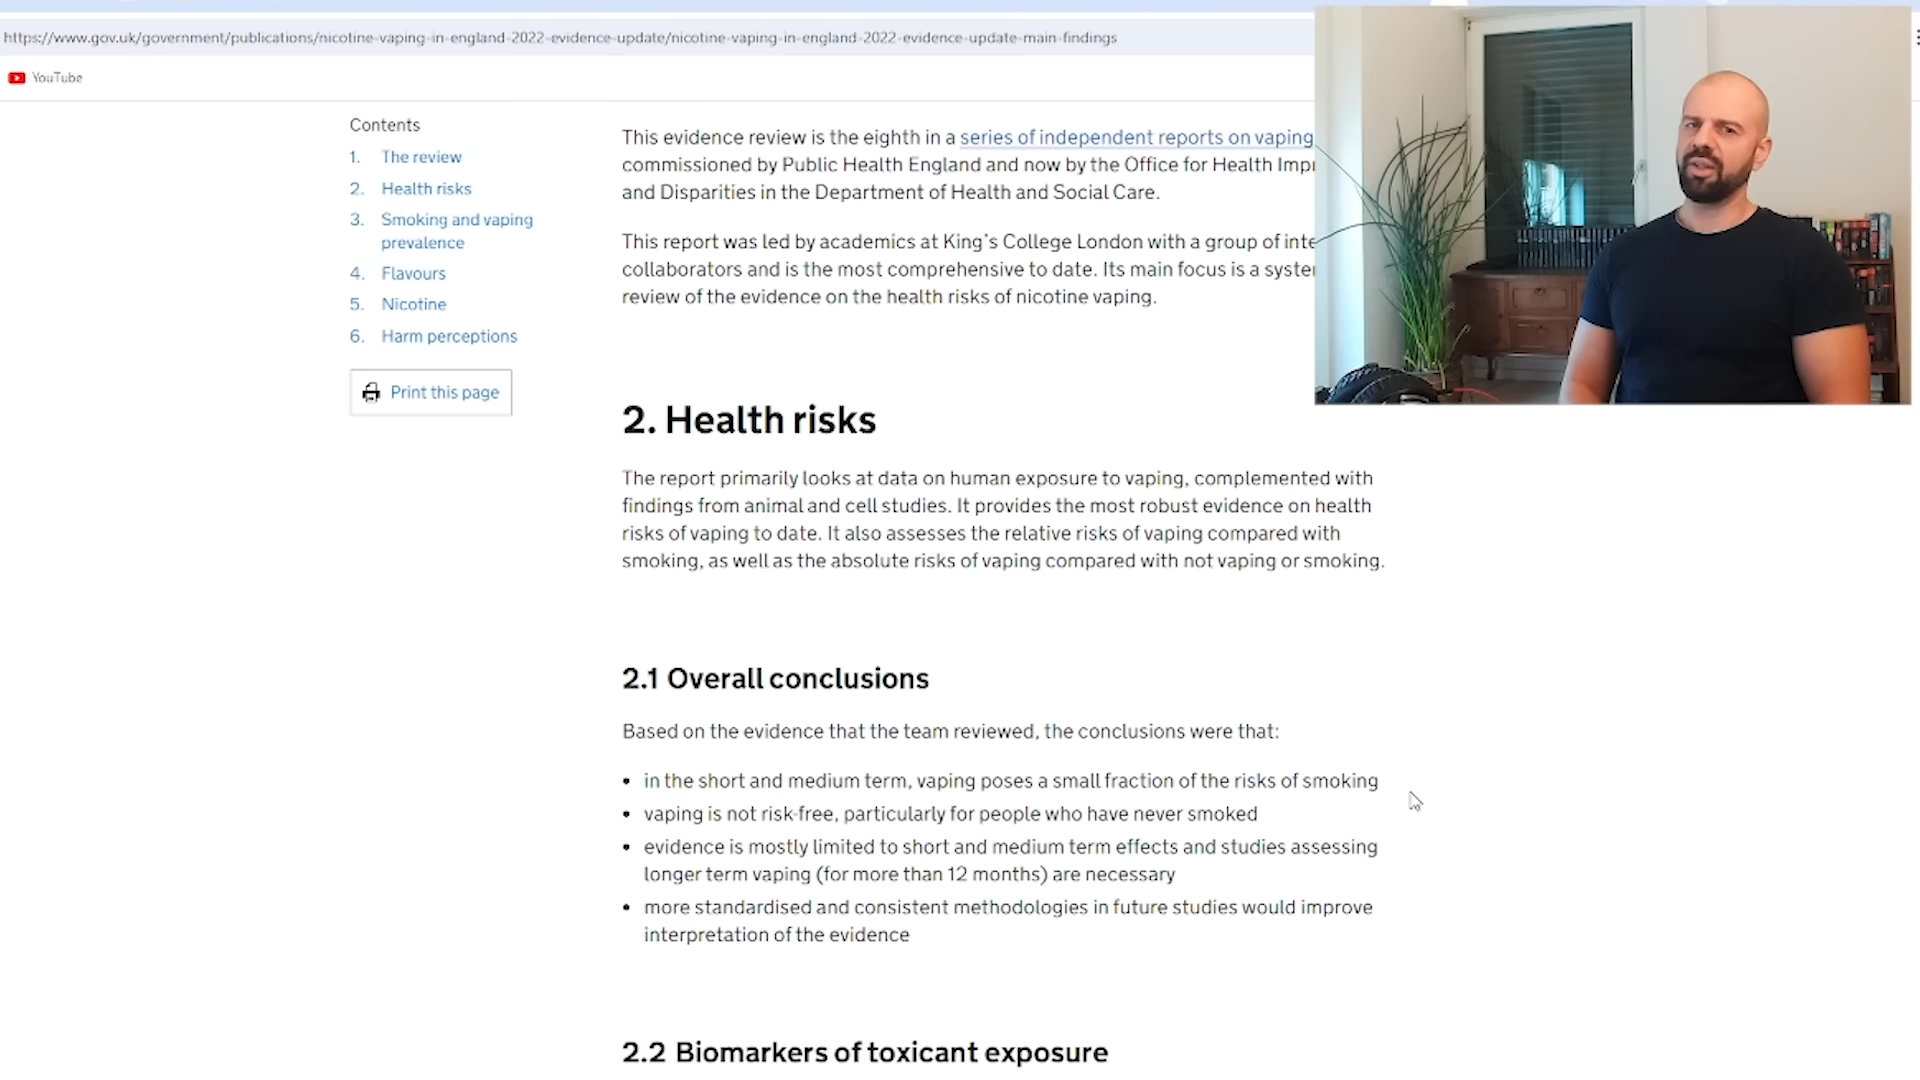 https://www.gov.uk/government/publications/nicotine-vaping-in-england-2022-evidence-update/nicotine-vaping-in-england-2022-evidence-update-main-findings
YouTube
Contents
1. The review
2. Health risks
3. Smoking and vaping
prevalence
4. Flavours
5. Nicotine
6. Harm perceptions
Print this page
This evidence review is the eighth in a series of independent reports on vaping
commissioned by Public Health England and now by the Office for Health Impr
and Disparities in the Department of Health and Social Care.
This report was led by academics at King's College London with a group of inte
collaborators and is the most comprehensive to date. Its main focus is a syste
review of the evidence on the health risks of nicotine vaping.
2. Health risks
The report primarily looks at data on human exposure to vaping, complemented with
findings from animal and cell studies. It provides the most robust evidence on health
risks of vaping to date. It also assesses the relative risks of vaping compared with
smoking, as well as the absolute risks of vaping compared with not vaping or smoking.
2.1 Overall conclusions
Based on the evidence that the team reviewed, the conclusions were that:
• in the short and medium term, vaping poses a small fraction of the risks of smoking
• vaping is not risk-free, particularly for people who have never smoked
• evidence is mostly limited to short and medium term effects and studies assessing
longer term vaping (for more than 12 months) are necessary
• more standardised and consistent methodologies in future studies would improve
interpretation of the evidence
2.2 Biomarkers of toxicant exposure